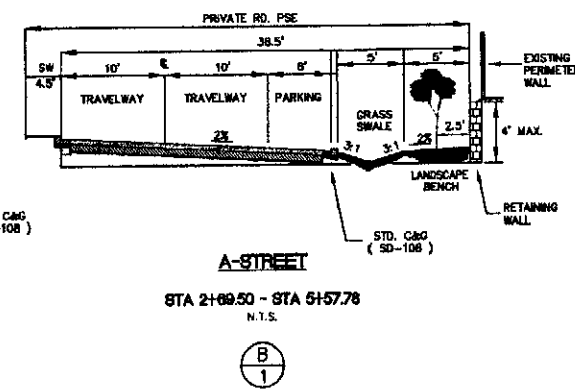 PRIVATE RD. PSE
38.5'
SW
4.5'
10'
℄
10'
8'
5'
5'
EXISTING
PERIMETER
WALL
TRAVELWAY
TRAVELWAY
PARKING
GRASS
SWALE
2.5'
4' MAX.
2%
3:1
3:1
2%
LANDSCAPE
BENCH
RETAINING
WALL
STD. C&G
( SD-108 )
C&G
-108 )
A-STREET
STA 2+69.50 ~ STA 5+57.78
N.T.S.
B
1